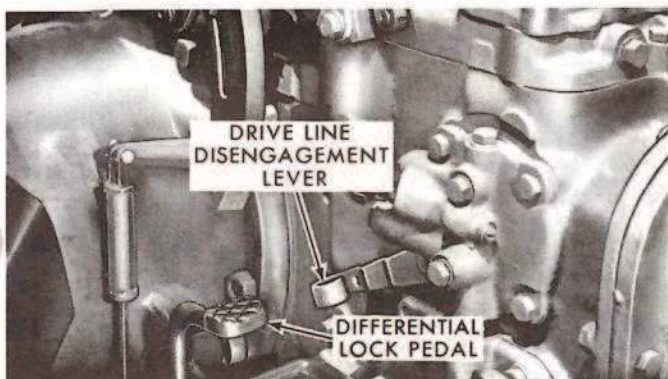 DRIVE LINE
DISENGAGEMENT
LEVER
DIFFERENTIAL
LOCK PEDAL